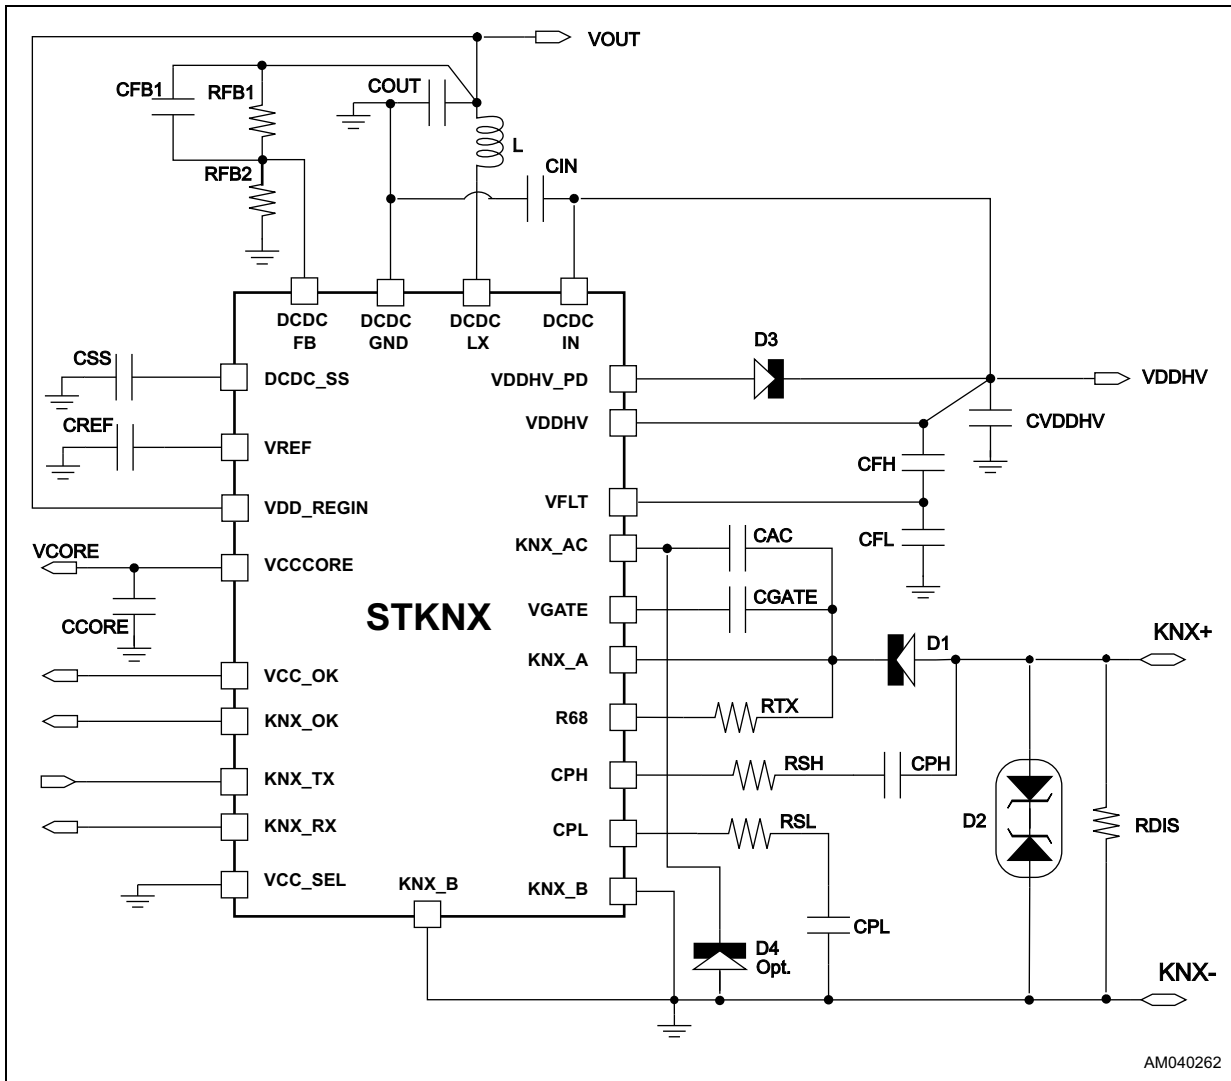 VOUT
COUT
CFB1
RFB1
L
CIN
RFB2
DCDC
FB
DCDC
GND
DCDC
LX
DCDC
IN
D3
CSS
DCDC_SS
VDDHV_PD
VDDHV
CREF
VREF
VDDHV
CVDDHV
CFH
VDD_REGIN
VFLT
KNX_AC
CAC
CFL
VCORE
VCCCORE
CCORE
STKNX
VGATE
CGATE
KNX_A
D1
KNX+
VCC_OK
KNX_OK
R68
RTX
KNX_TX
CPH
RSH
CPH
KNX_RX
CPL
RSL
D2
RDIS
VCC_SEL
KNX_B
KNX_B
CPL
D4
Opt.
KNX-
AM040262